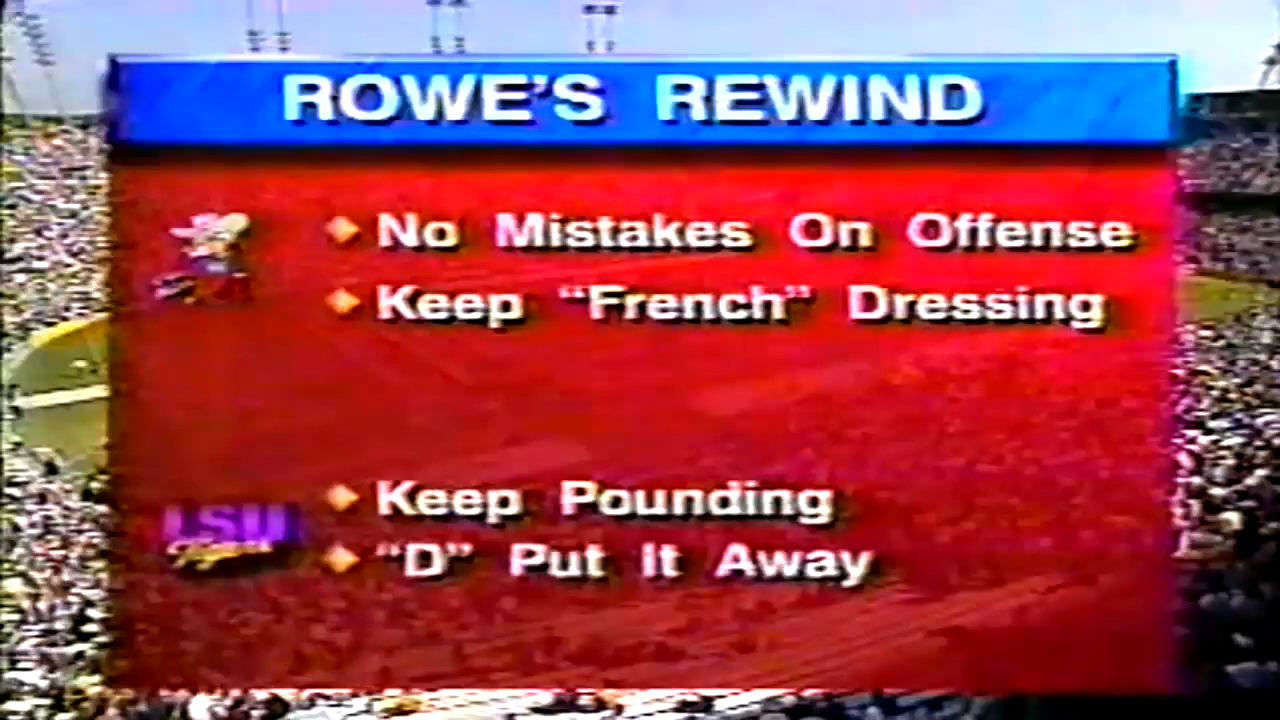 ROWE'S REWIND
No Mistakes On Offense
Keep "French" Dressing
Keep Pounding
LSU
"D" Put It Away